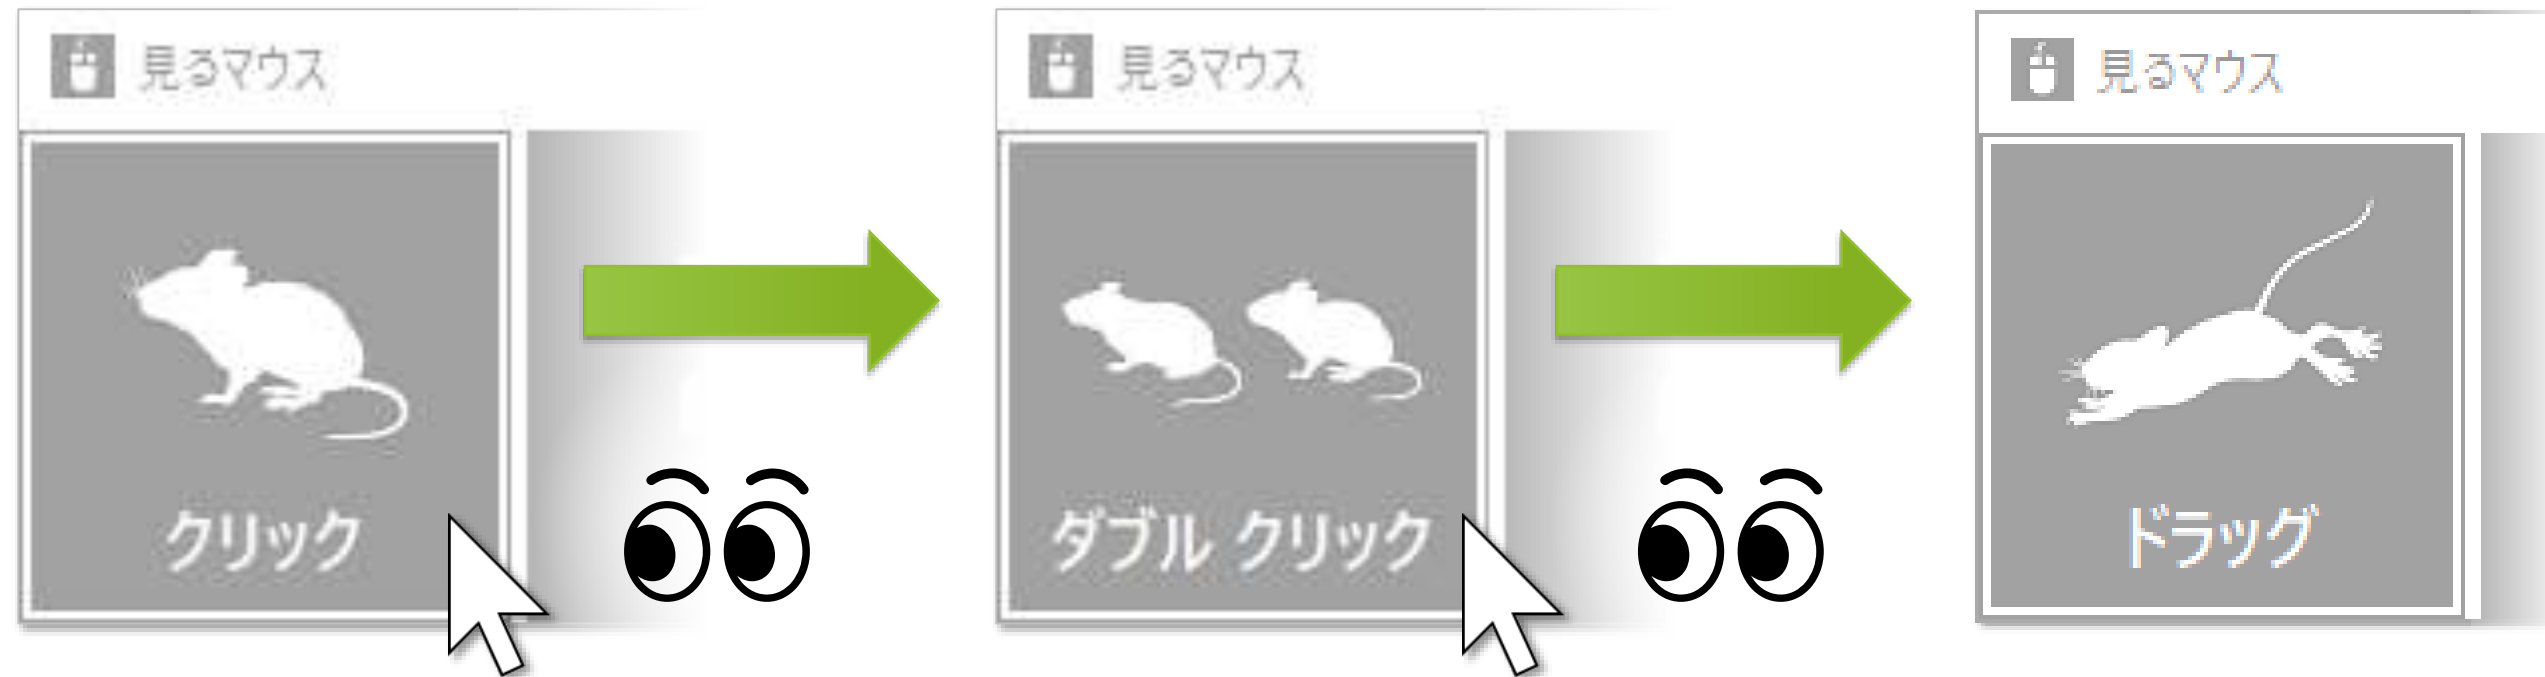 見るマウス
クリック
見るマウス
ダブル クリック
見るマウス
ドラッグ